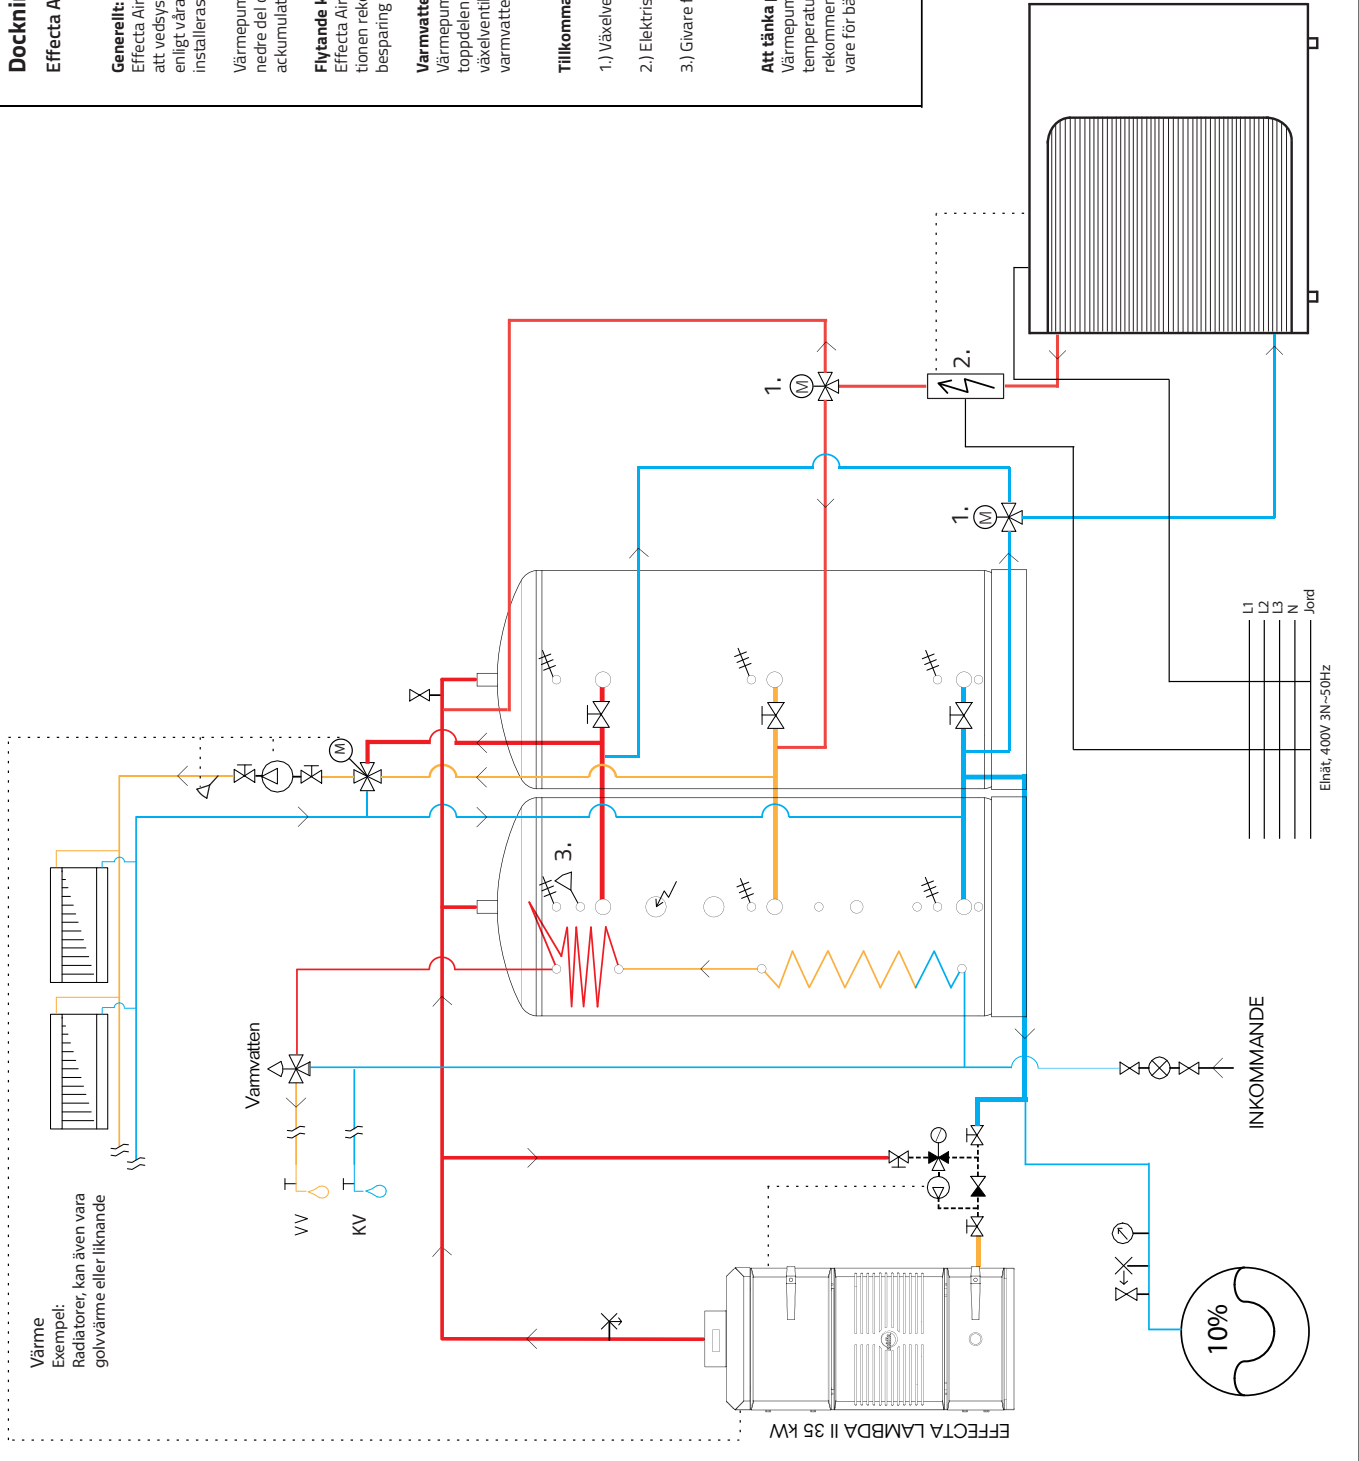 Docknin
Effecta A
Generellt:
Effecta Air
att vedsys
enligt våra
installeras
Värmepum
nedre del o
ackumulat
Flytande k
Effecta Air
tionen reko
besparing
Varmvatte
Värmepum
toppdelen
växelventil
varmvatte
Tillkomma
1.) Växelve
2.) Elektris
3.) Givare f
Att tänka p
Värmepum
temperatu
rekommen
vare för bä
Värme
Exempel:
Radiatorer, kan även vara
golvvärme eller liknande
Varmvatten
VV
KV
M
3.
1.
M
2.
1.
M
L1
L2
L3
N
Jord
Elnät, 400V 3N~50Hz
INKOMMANDE
10%
EFFECTA LAMBDA II 35 kW